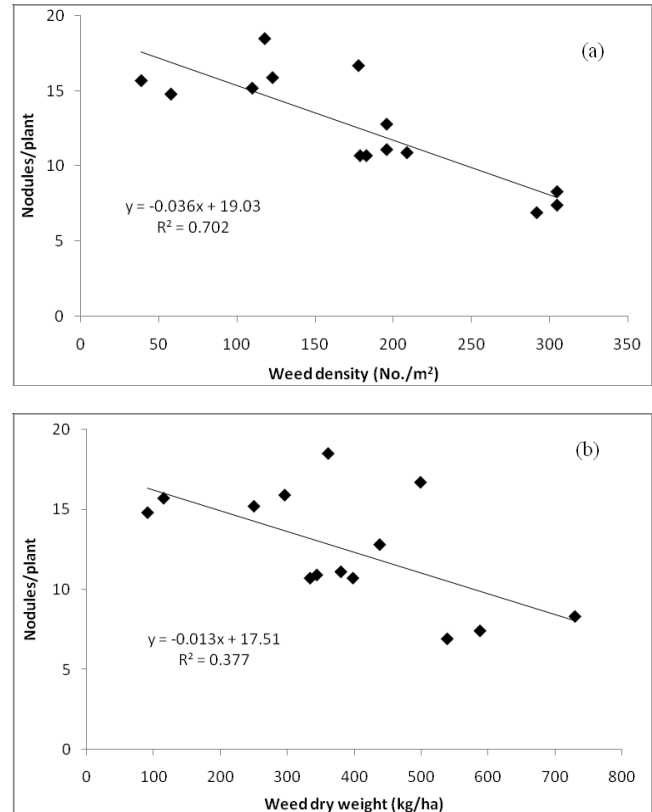 20
(a)
15
Nodules/plant
10
y = -0.036x + 19.03
R² = 0.702
5
0
0 50 100 150 200 250 300 350
Weed density (No./m²)
20
(b)
15
Nodules/plant
10
y = -0.013x + 17.51
R² = 0.377
5
0
0 100 200 300 400 500 600 700 800
Weed dry weight (kg/ha)